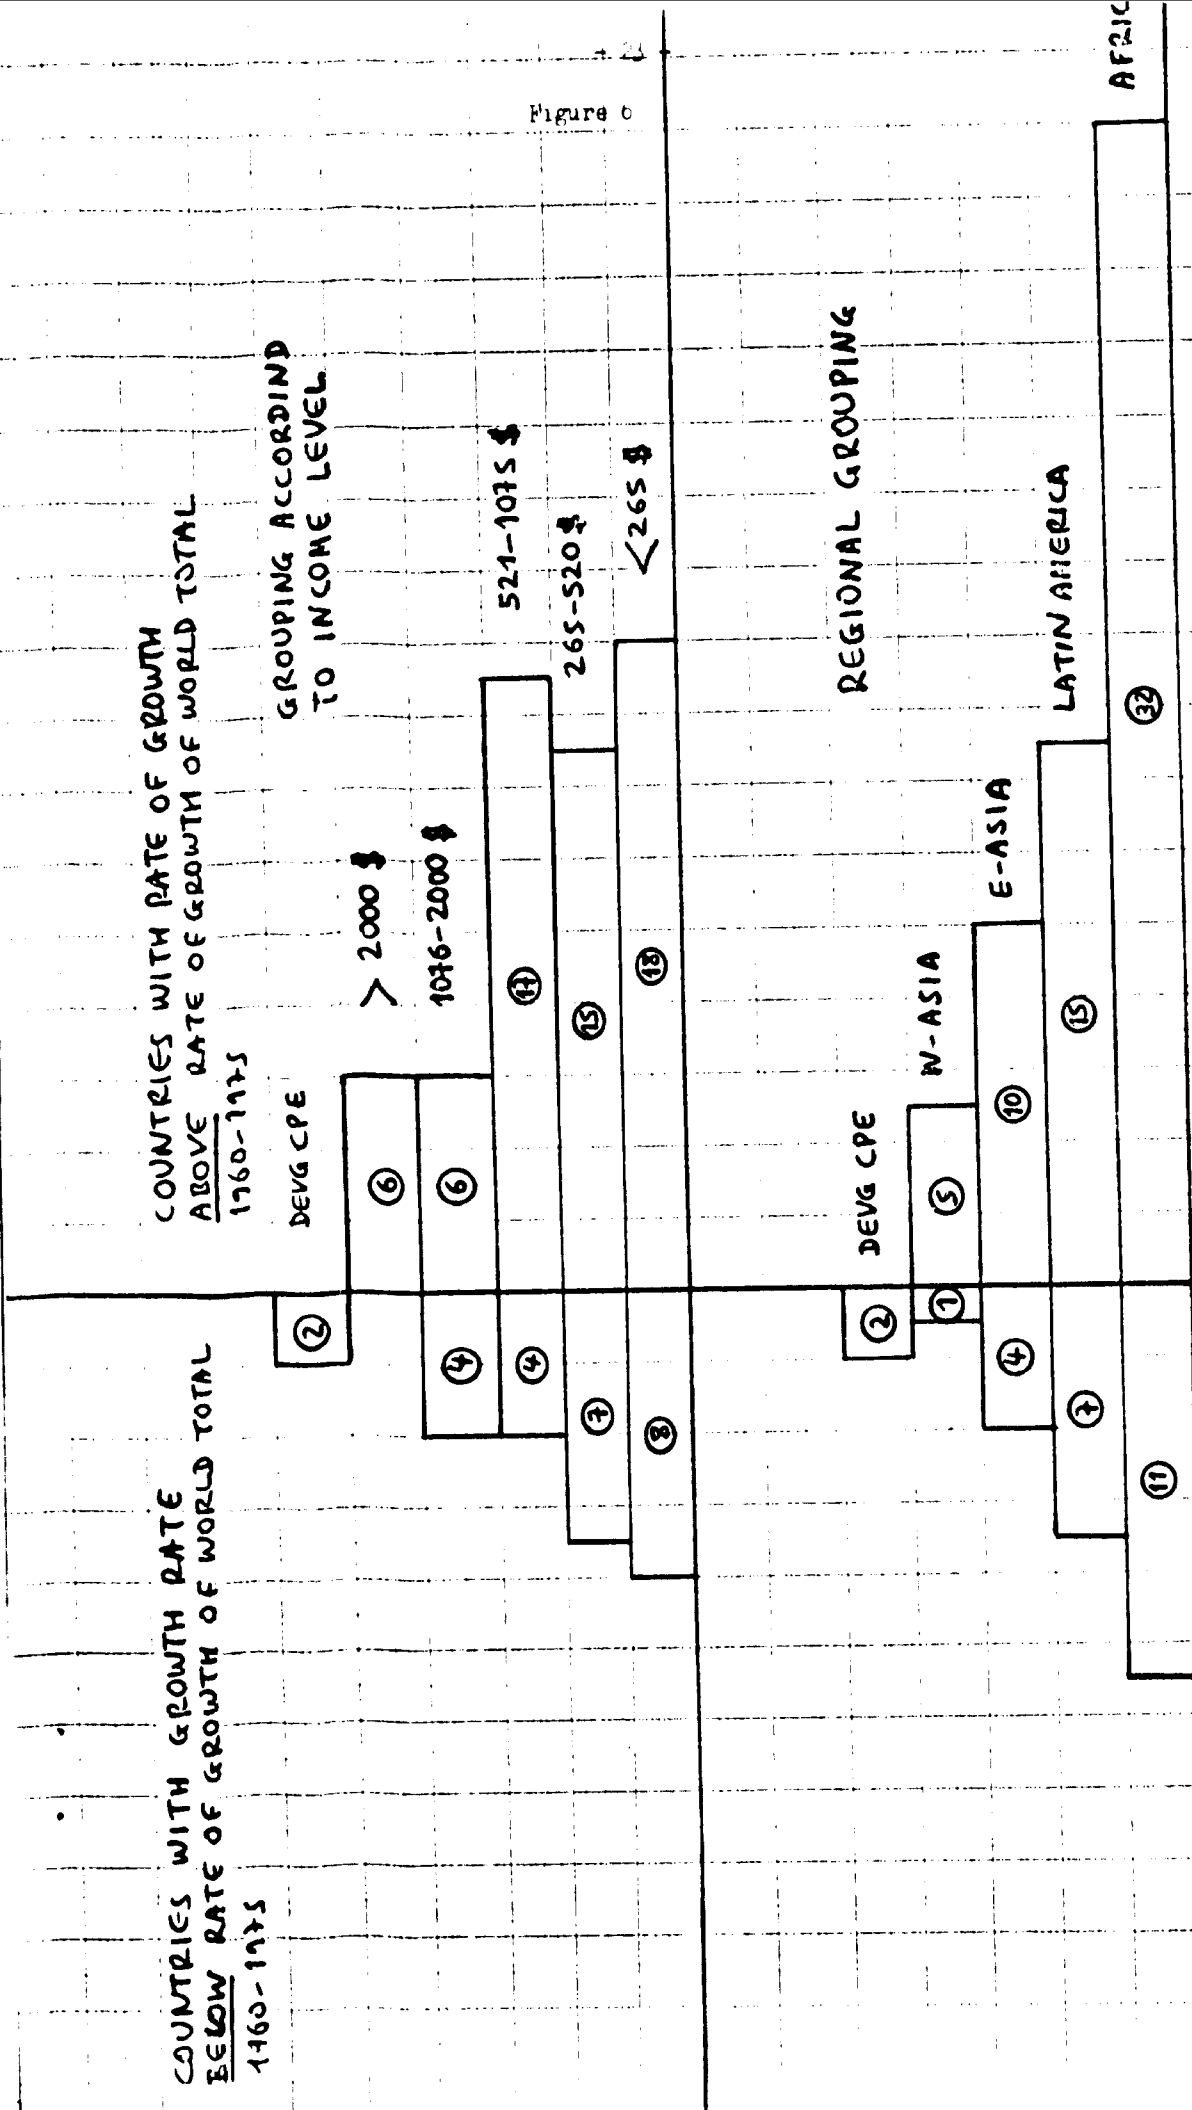 Figure 6
COUNTRIES WITH GROWTH RATE
BELOW RATE OF GROWTH OF WORLD TOTAL
1960-1975
COUNTRIES WITH RATE OF GROWTH
ABOVE RATE OF GROWTH OF WORLD TOTAL
1960-1975
GROUPING ACCORDIND
TO INCOME LEVEL
DEVG CPE
2
> 2000 $
6
1076-2000 $
4 6
521-1075 $
4 17
265-520 $
7 15
<265 $
8 18
REGIONAL GROUPING
DEVG CPE
2
W-ASIA
1 5
E-ASIA
4 10
LATIN AMERICA
7 15
AFRIC
11 32